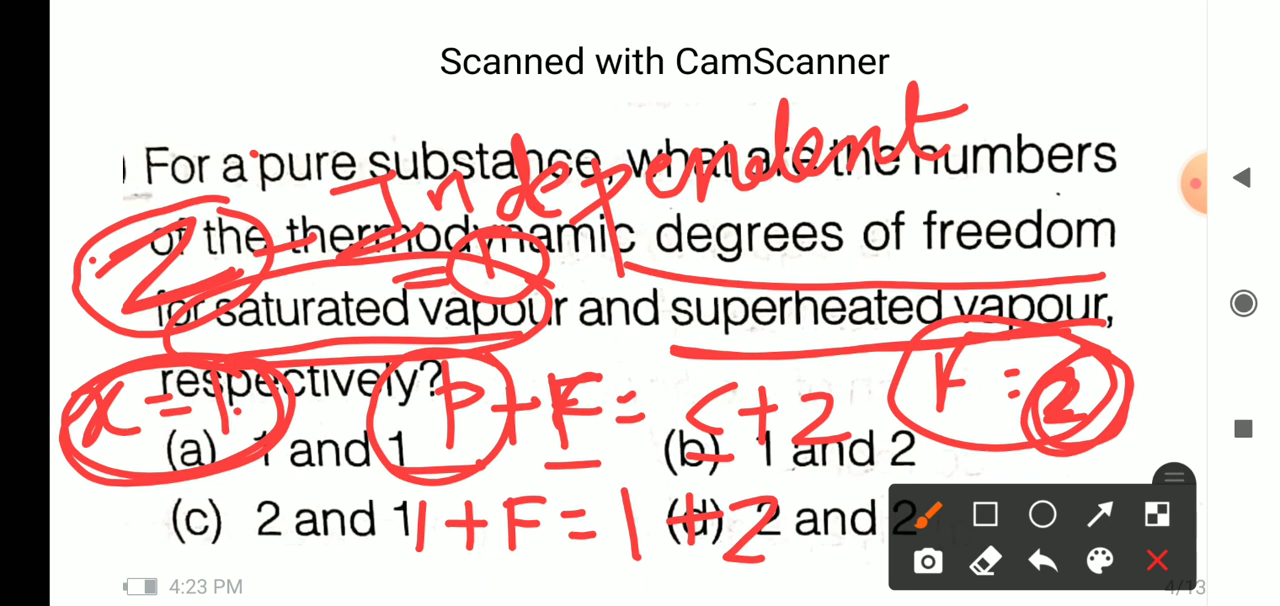 Scanned with CamScanner
For a pure substance, what are the numbers
Independent
of the thermodynamic degrees of freedom
2
= 1
for saturated vapour and superheated vapour,
respectively?
x = 1
P + F = C + 2
F = 2
(a) 1 and 1 (b) 1 and 2
(c) 2 and 1 (d) 2 and 2
1 + F = 1 + 2
4:23 PM
4/13